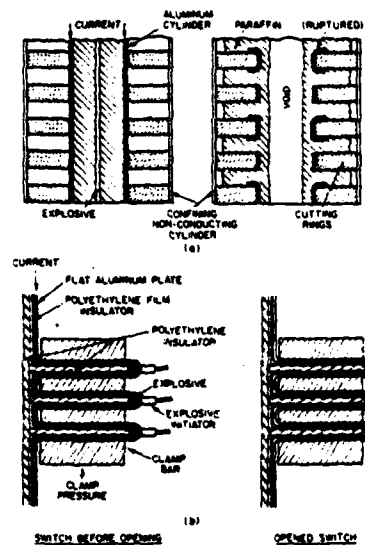 CURRENT
ALUMINUM
CYLINDER
PARAFFIN
(RUPTURED)
VOID
EXPLOSIVE
CONFINING
NON-CONDUCTING
CYLINDER
CUTTING
RINGS
(a)
CURRENT
FLAT ALUMINUM PLATE
POLYETHYLENE FILM
INSULATOR
POLYETHYLENE
INSULATOR
EXPLOSIVE
EXPLOSIVE
INITIATOR
CLAMP
BAR
CLAMP
PRESSURE
(b)
SWITCH BEFORE OPENING
OPENED SWITCH